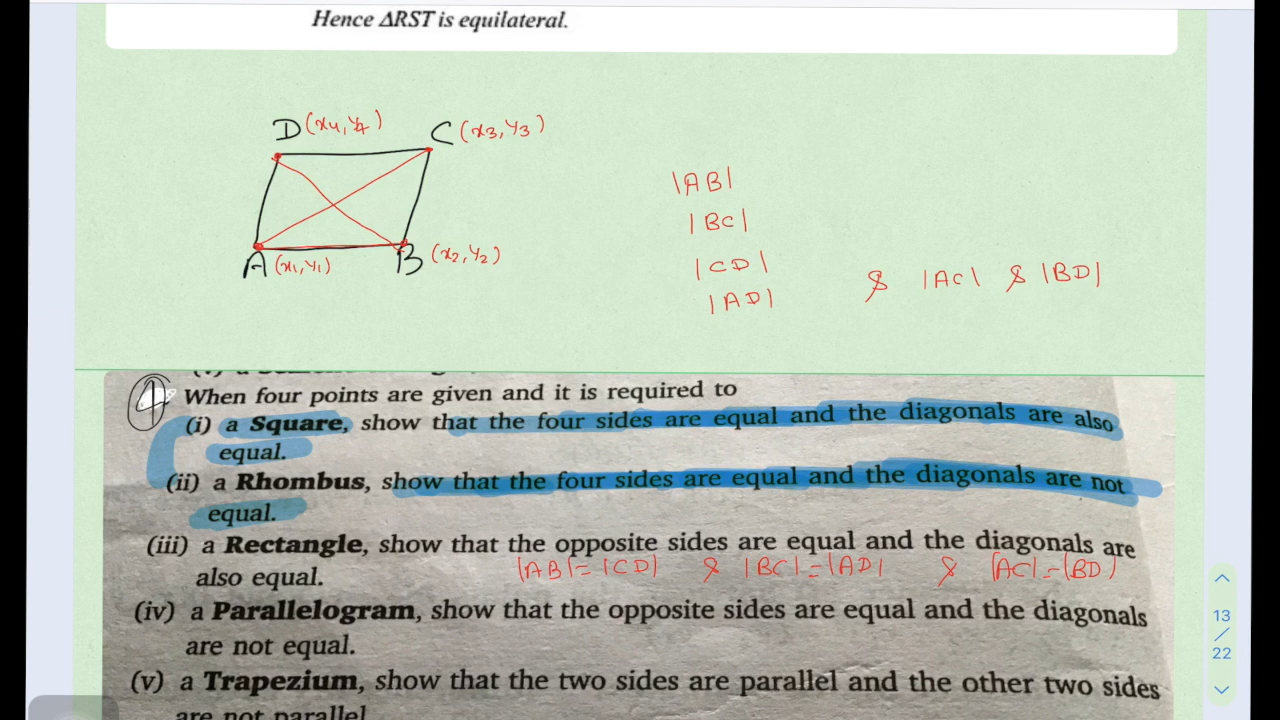 Hence ΔRST is equilateral.
D(x4, y4) C(x3, y3)
|AB|
|BC|
|CD|
|AD| & |AC| & |BD|
A(x1, y1) B(x2, y2)
4 When four points are given and it is required to
(i) a Square, show that the four sides are equal and the diagonals are also
equal.
(ii) a Rhombus, show that the four sides are equal and the diagonals are not
equal.
(iii) a Rectangle, show that the opposite sides are equal and the diagonals are
also equal. |AB|=|CD| & |BC|=|AD| & |AC|=|BD|
(iv) a Parallelogram, show that the opposite sides are equal and the diagonals
are not equal.
(v) a Trapezium, show that the two sides are parallel and the other two sides
are not parallel
13
/
22